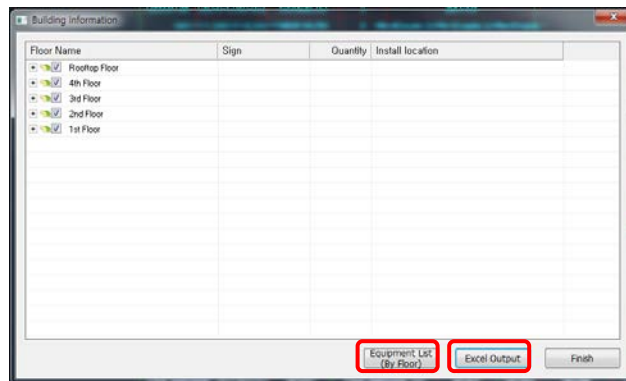 Building Information
Floor Name Sign Quantity Install location
Rooftop Floor
4th Floor
3rd Floor
2nd Floor
1st Floor
Equipment List
(By Floor)
Excel Output
Finish